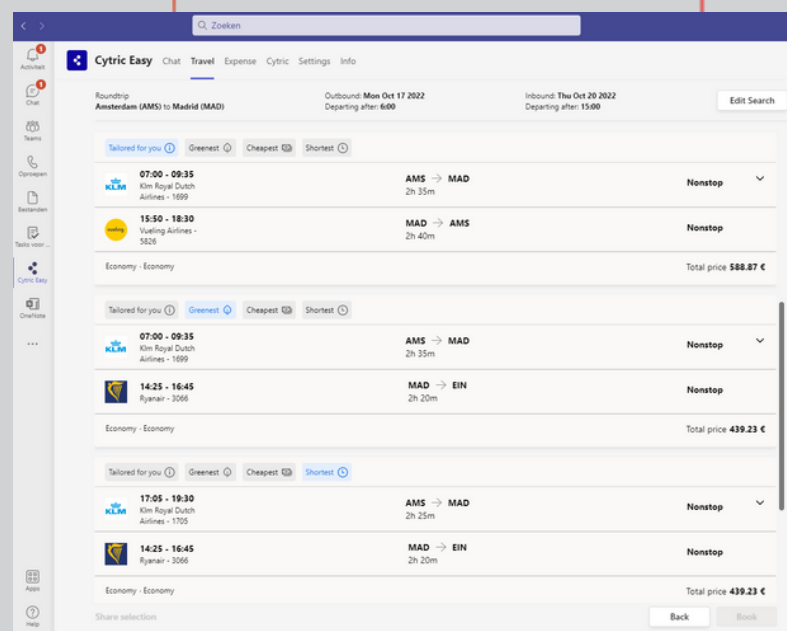 Zoeken
Activiteit
Chat
Teams
Oproepen
Bestanden
Tasks voor ...
Cytric Easy
OneNote
Apps
Help
Cytric Easy Chat Travel Expense Cytric Settings Info
Roundtrip
Amsterdam (AMS) to Madrid (MAD)
Outbound: Mon Oct 17 2022
Departing after: 6:00
Inbound: Thu Oct 20 2022
Departing after: 15:00
Edit Search
Tailored for you Greenest Cheapest Shortest
KLM
07:00 - 09:35
Klm Royal Dutch
Airlines - 1699
AMS → MAD
2h 35m
Nonstop
vueling
15:50 - 18:30
Vueling Airlines -
5826
MAD → AMS
2h 40m
Nonstop
Economy - Economy
Total price 588.87 €
Tailored for you Greenest Cheapest Shortest
KLM
07:00 - 09:35
Klm Royal Dutch
Airlines - 1699
AMS → MAD
2h 35m
Nonstop
14:25 - 16:45
Ryanair - 3066
MAD → EIN
2h 20m
Nonstop
Economy - Economy
Total price 439.23 €
Tailored for you Greenest Cheapest Shortest
KLM
17:05 - 19:30
Klm Royal Dutch
Airlines - 1705
AMS → MAD
2h 25m
Nonstop
14:25 - 16:45
Ryanair - 3066
MAD → EIN
2h 20m
Nonstop
Economy - Economy
Total price 439.23 €
Share selection
Back
Book